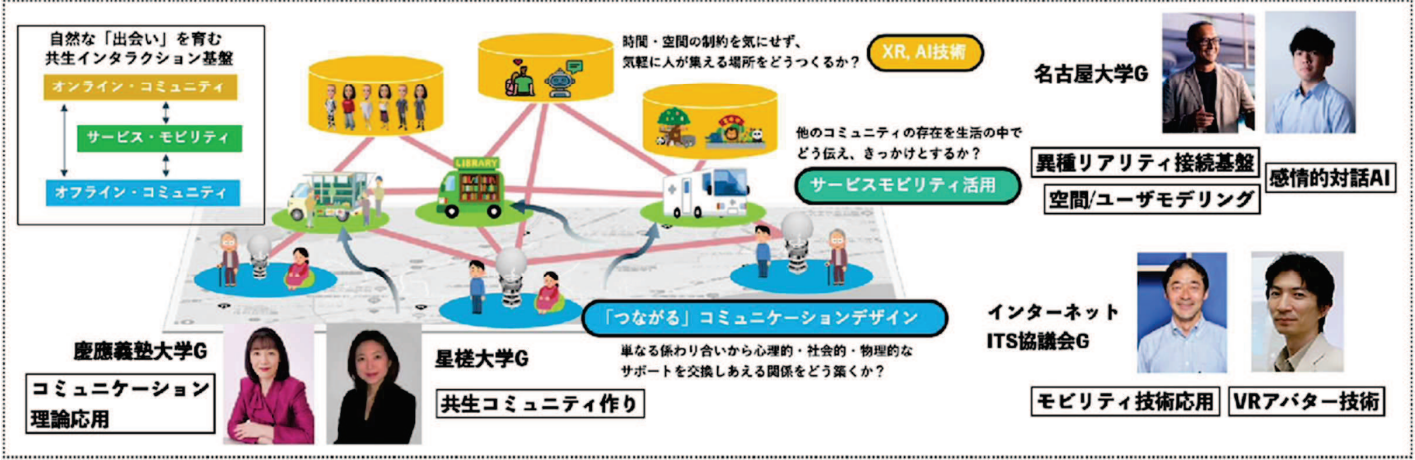 自然な「出会い」を育む
共生インタラクション基盤
オンライン・コミュニティ
サービス・モビリティ
オフライン・コミュニティ
時間・空間の制約を気にせず、
気軽に人が集える場所をどうつくるか?
XR, AI技術
LIBRARY
他のコミュニティの存在を生活の中で
どう伝え、きっかけとするか?
サービスモビリティ活用
名古屋大学G
異種リアリティ接続基盤
空間/ユーザモデリング
感情的対話AI
「つながる」コミュニケーションデザイン
単なる係わり合いから心理的・社会的・物理的な
サポートを交換しあえる関係をどう築くか?
慶應義塾大学G
コミュニケーション
理論応用
星槎大学G
共生コミュニティ作り
インターネット
ITS協議会G
モビリティ技術応用
VRアバター技術